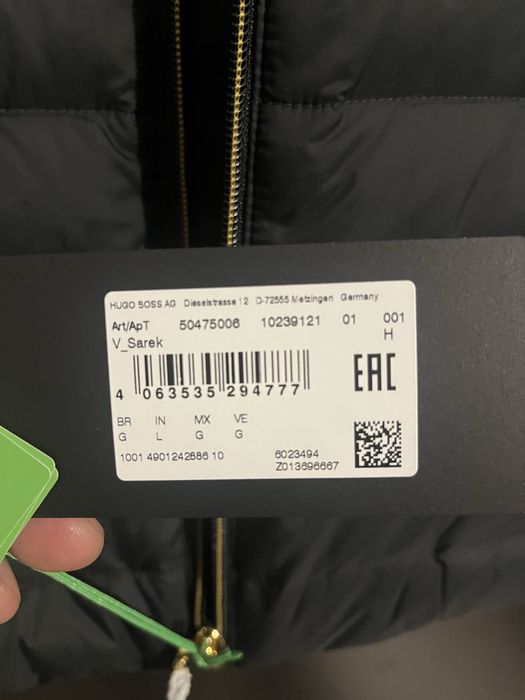 HUGO BOSS AG Dieselstrasse 12 D-72555 Metzingen Germany
Art/АрТ 50475006 10239121 01 001
V_Sarek H
EAC
4 063535 294777
BR IN MX VE
G L G G
1001 4901242886 10 6023494
Z013696667